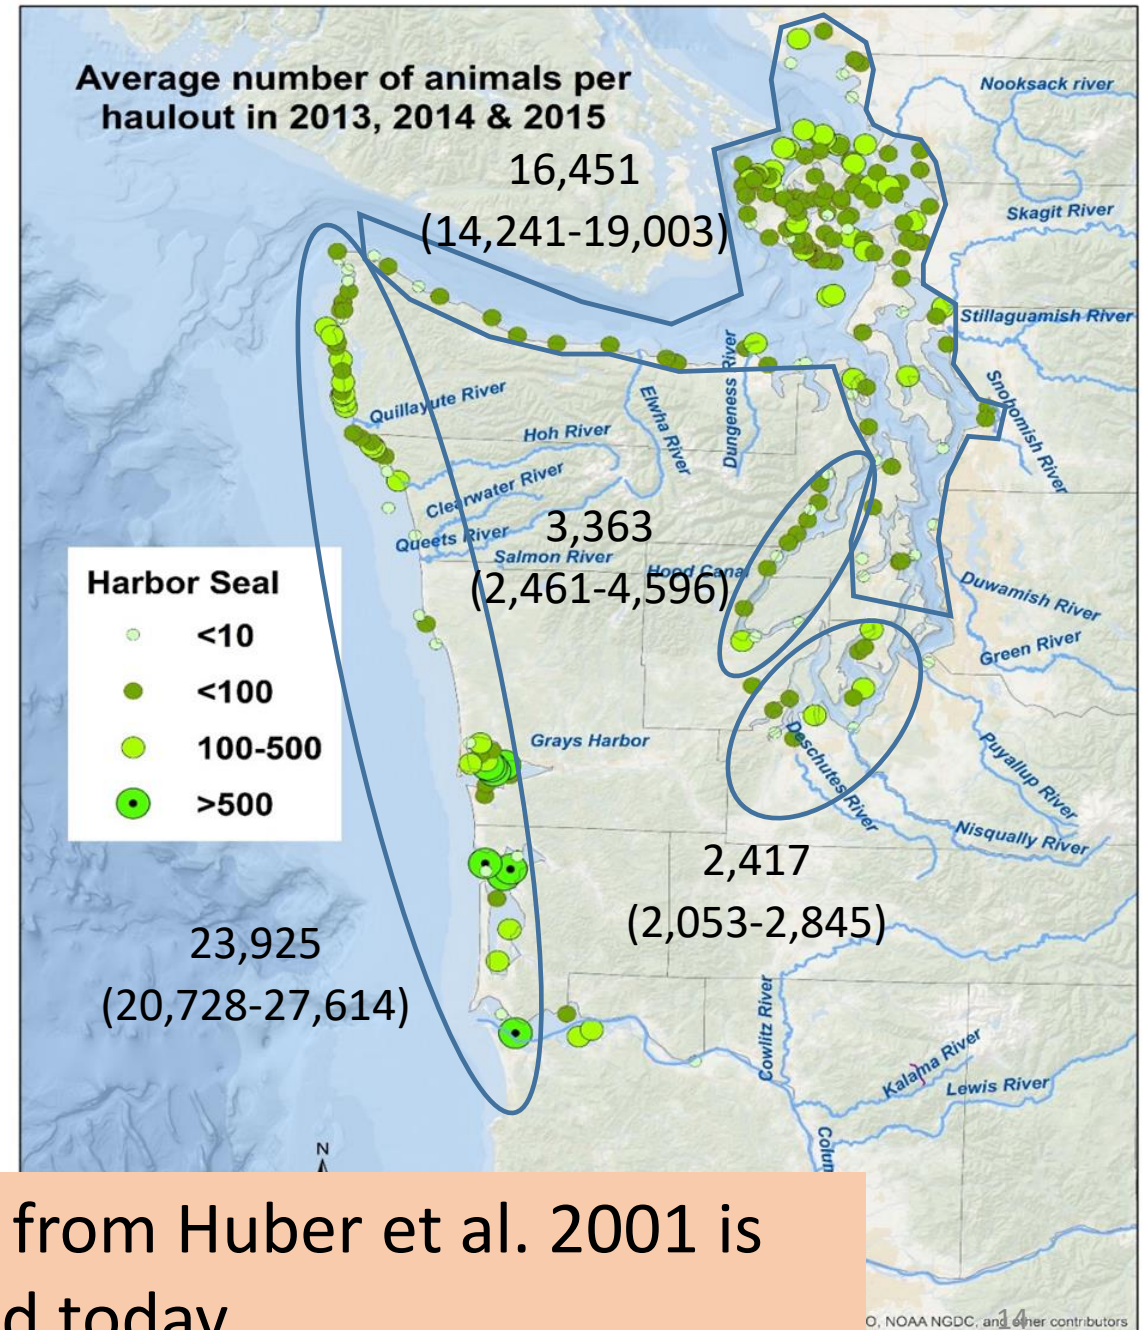 Average number of animals per
haulout in 2013, 2014 & 2015
16,451
(14,241-19,003)
Nooksack river
Skagit River
Stillaguamish River
Snohomish River
Dungeness River
Elwha River
Quillayute River
Hoh River
Clearwater River
Queets River
Salmon River
3,363
Hood Canal
(2,461-4,596)
Duwamish River
Green River
Harbor Seal
<10
<100
100-500
>500
Grays Harbor
Deschutes River
Puyallup River
Nisqually River
2,417
(2,053-2,845)
23,925
(20,728-27,614)
Cowlitz River
Kalama River
Lewis River
Colum
N
from Huber et al. 2001 is
d today
O, NOAA NGDC, and other contributors
14